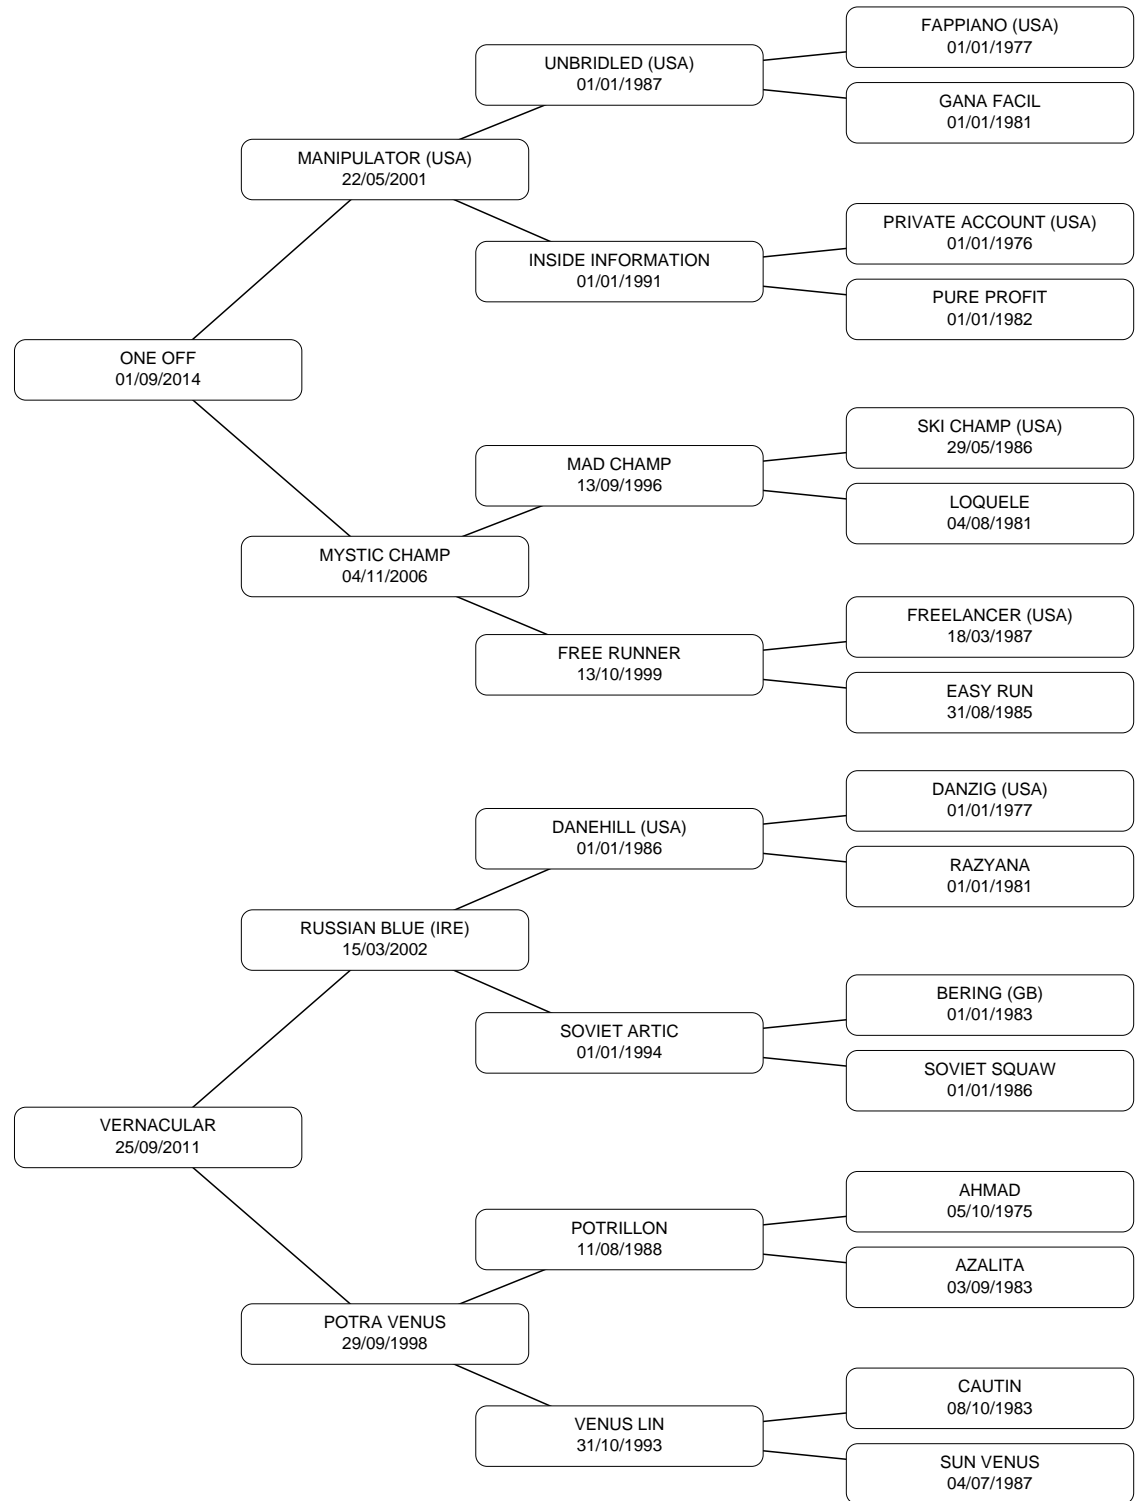 FAPPIANO (USA)
01/01/1977
UNBRIDLED (USA)
01/01/1987
GANA FACIL
01/01/1981
MANIPULATOR (USA)
22/05/2001
PRIVATE ACCOUNT (USA)
01/01/1976
INSIDE INFORMATION
01/01/1991
PURE PROFIT
01/01/1982
ONE OFF
01/09/2014
SKI CHAMP (USA)
29/05/1986
MAD CHAMP
13/09/1996
LOQUELE
04/08/1981
MYSTIC CHAMP
04/11/2006
FREELANCER (USA)
18/03/1987
FREE RUNNER
13/10/1999
EASY RUN
31/08/1985
DANZIG (USA)
01/01/1977
DANEHILL (USA)
01/01/1986
RAZYANA
01/01/1981
RUSSIAN BLUE (IRE)
15/03/2002
BERING (GB)
01/01/1983
SOVIET ARTIC
01/01/1994
SOVIET SQUAW
01/01/1986
VERNACULAR
25/09/2011
AHMAD
05/10/1975
POTRILLON
11/08/1988
AZALITA
03/09/1983
POTRA VENUS
29/09/1998
CAUTIN
08/10/1983
VENUS LIN
31/10/1993
SUN VENUS
04/07/1987